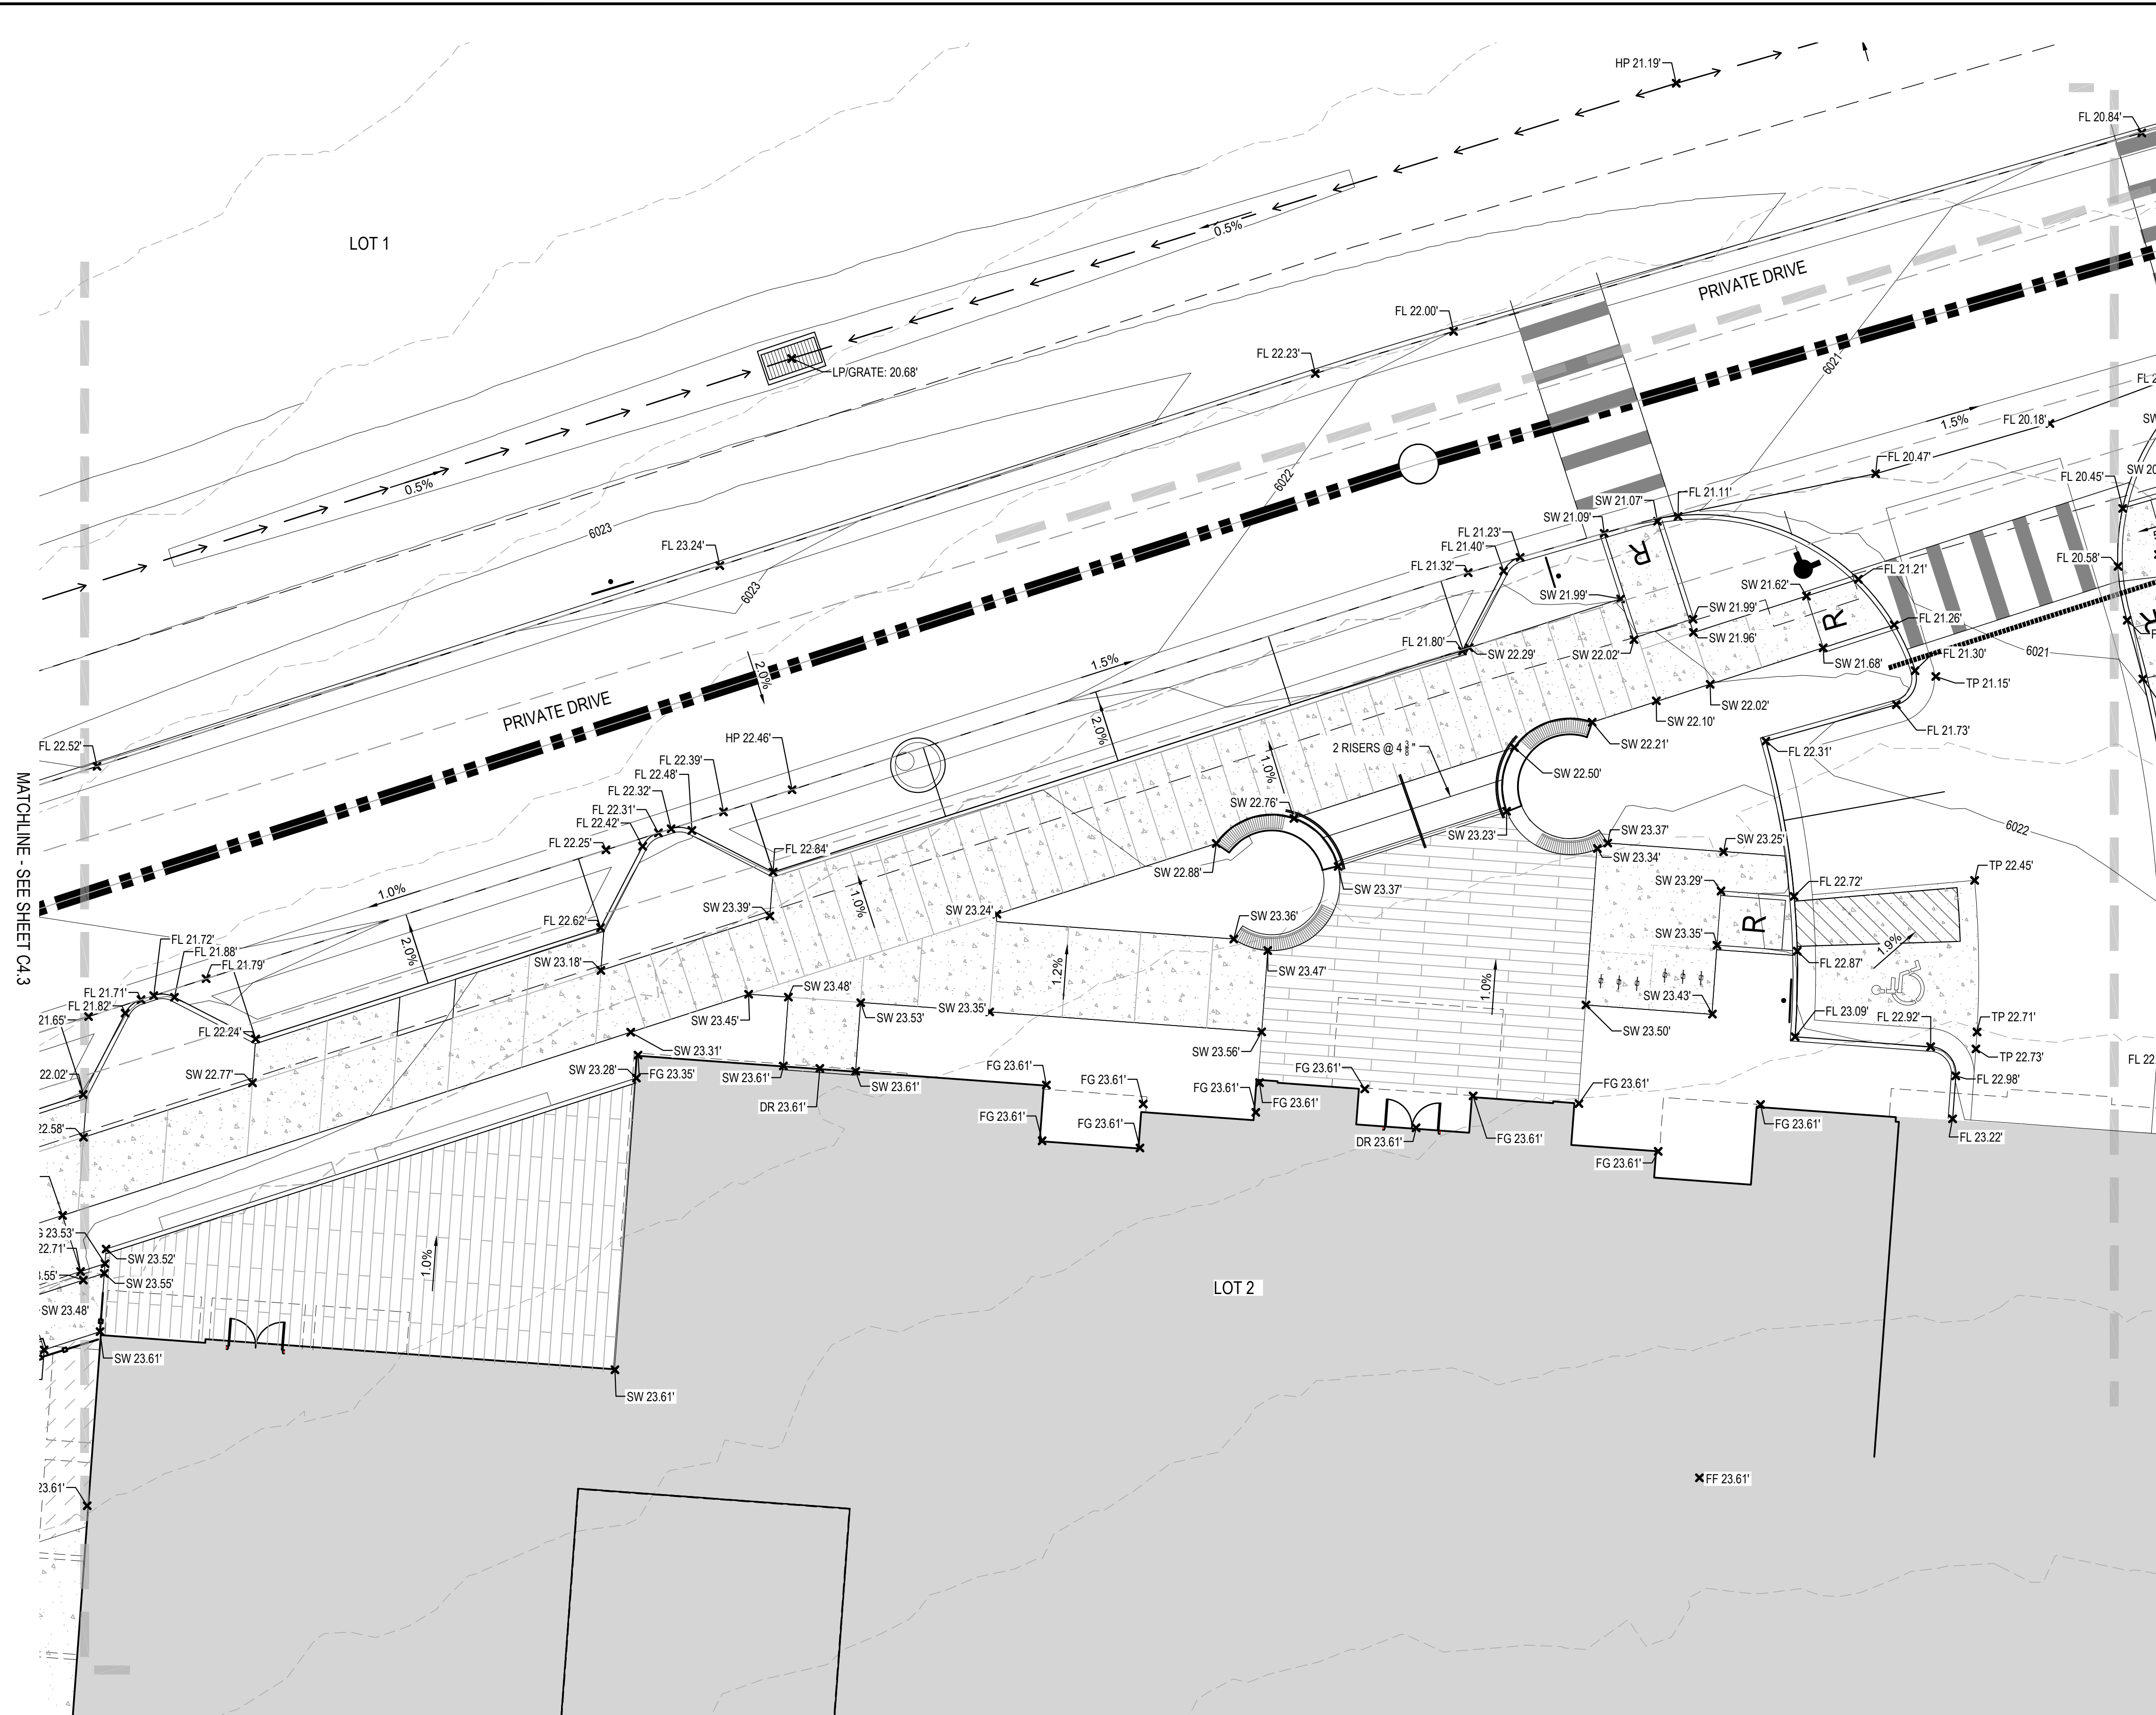 HP 21.19'
FL 20.84'
LOT 1
0.5%
PRIVATE DRIVE
FL 22.00'
FL 22.23'
LP/GRATE: 20.68'
6021
1.5%
FL 20.18'
FL 20.47'
FL 20.45'
0.5%
6022
SW 21.07'
FL 21.11'
SW 21.09'
6023
FL 23.24'
FL 21.23'
FL 21.40'
FL 21.32'
R
FL 20.58'
FL 21.21'
SW 21.62'
SW 21.99'
6023
SW 21.99'
R
FL 21.26'
SW 21.96'
FL 21.80'
SW 22.29'
SW 22.02'
6021
FL 21.30'
SW 21.68'
1.5%
2.0%
TP 21.15'
PRIVATE DRIVE
SW 22.02'
SW 22.10'
FL 21.73'
2.0%
HP 22.46'
SW 22.21'
FL 22.52'
2 RISERS @ 4 3/8"
FL 22.31'
FL 22.39'
1.0%
SW 22.50'
FL 22.48'
FL 22.32'
SW 22.76'
FL 22.31'
FL 22.42'
6022
SW 23.23'
SW 23.37'
SW 23.25'
FL 22.25'
FL 22.84'
SW 23.34'
MATCHLINE - SEE SHEET C4.3
SW 22.88'
TP 22.45'
1.0%
SW 23.37'
SW 23.29'
FL 22.72'
1.0%
SW 23.39'
SW 23.24'
SW 23.36'
FL 22.62'
R
SW 23.35'
1.9%
FL 21.72'
FL 21.88'
2.0%
FL 21.79'
SW 23.18'
1.2%
SW 23.47'
FL 22.87'
FL 21.71'
FL 21.82'
SW 23.48'
1.0%
SW 23.43'
21.65'
SW 23.45'
SW 23.53'
SW 23.35'
FL 23.09'
FL 22.92'
TP 22.71'
FL 22.24'
SW 23.50'
SW 23.31'
SW 23.56'
TP 22.73'
22.02'
SW 23.28'
FG 23.35'
SW 23.61'
SW 23.61'
FG 23.61'
FG 23.61'
FG 23.61'
FG 23.61'
FL 22.98'
SW 22.77'
DR 23.61'
FG 23.61'
FG 23.61'
FG 23.61'
FG 23.61'
FG 23.61'
DR 23.61'
FG 23.61'
FG 23.61'
22.58'
FL 23.22'
FG 23.61'
23.53'
22.71'
SW 23.52'
1.0%
.55'
SW 23.55'
LOT 2
SW 23.48'
SW 23.61'
SW 23.61'
FF 23.61'
23.61'